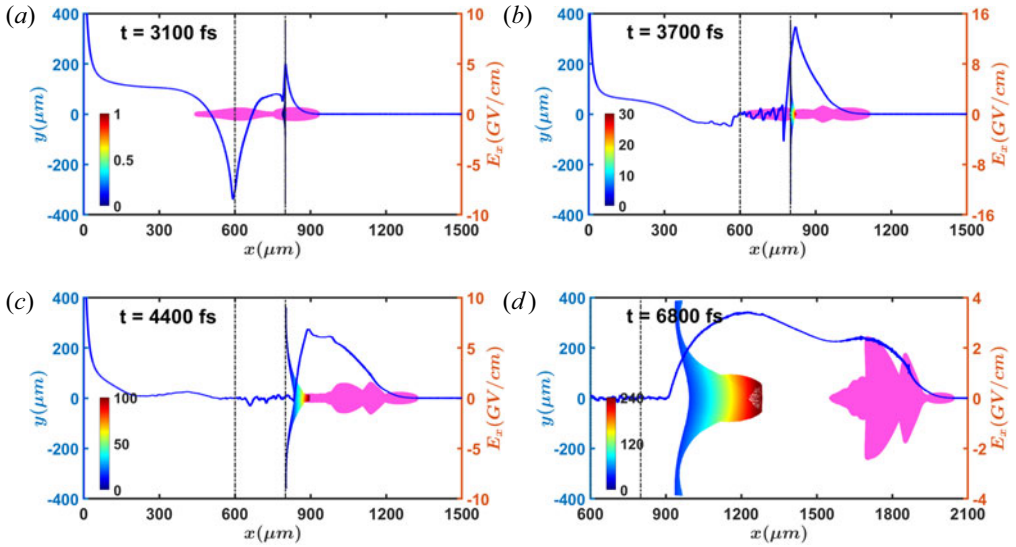 (a)
t = 3100 fs
400
200
0
-200
-400
y(μm)
1
0.5
0
10
5
0
-5
-10
E_x(GV/cm)
0 300 600 900 1200 1500
x(μm)
(b)
t = 3700 fs
400
200
0
-200
-400
y(μm)
30
20
10
0
16
8
0
-8
-16
E_x(GV/cm)
0 300 600 900 1200 1500
x(μm)
(c)
t = 4400 fs
400
200
0
-200
-400
y(μm)
100
50
0
10
5
0
-5
-10
E_x(GV/cm)
0 300 600 900 1200 1500
x(μm)
(d)
t = 6800 fs
400
200
0
-200
-400
y(μm)
240
120
0
4
2
0
-2
-4
E_x(GV/cm)
600 900 1200 1500 1800 2100
x(μm)